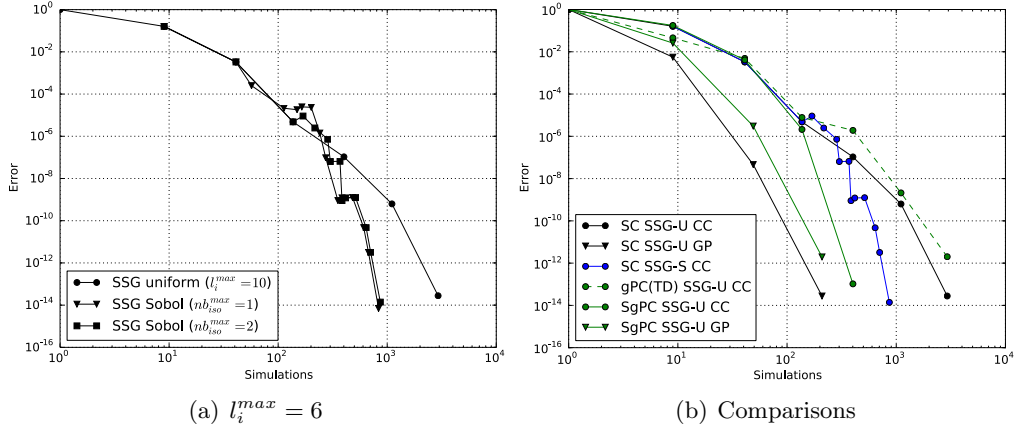 10^0
10^-2
10^-4
10^-6
10^-8
10^-10
10^-12
10^-14
10^-16
Error
10^0 10^1 10^2 10^3 10^4
Simulations
SSG uniform (l_i^{max}=10)
SSG Sobol (nb_{iso}^{max}=1)
SSG Sobol (nb_{iso}^{max}=2)
(a) l_i^{max} = 6
10^0
10^-2
10^-4
10^-6
10^-8
10^-10
10^-12
10^-14
10^-16
Error
10^0 10^1 10^2 10^3 10^4
Simulations
SC SSG-U CC
SC SSG-U GP
SC SSG-S CC
gPC(TD) SSG-U CC
SgPC SSG-U CC
SgPC SSG-U GP
(b) Comparisons